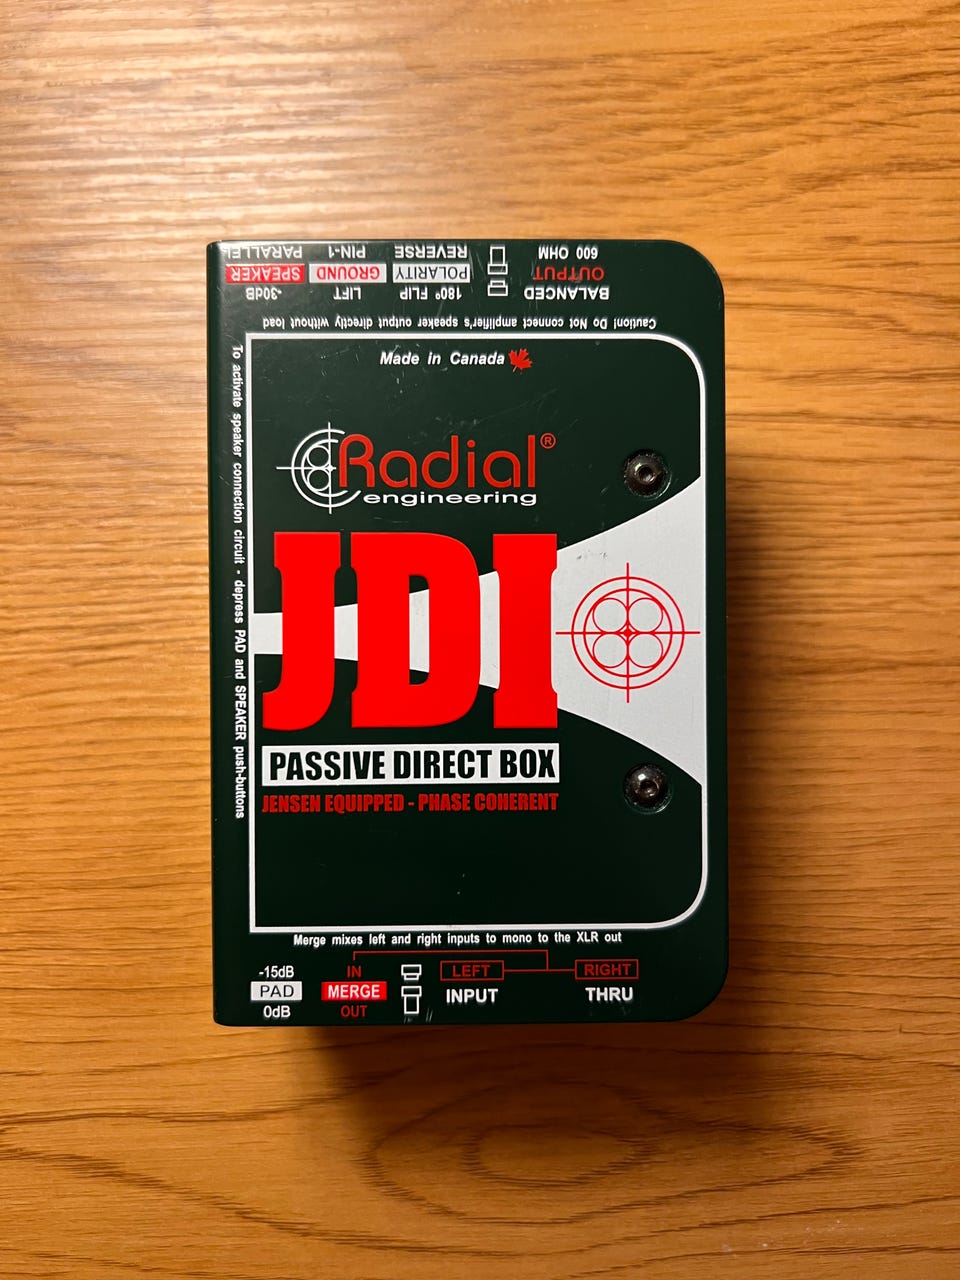 PARALLEL PIN-1 REVERSE 600 OHM
SPEAKER GROUND POLARITY OUTPUT
-30dB LIFT 180° FLIP BALANCED
Caution! Do Not connect amplifier's speaker output directly without load
To activate speaker connection circuit - depress PAD and SPEAKER push-buttons
Made in Canada
Radial®
engineering
JDI
PASSIVE DIRECT BOX
JENSEN EQUIPPED - PHASE COHERENT
Merge mixes left and right inputs to mono to the XLR out
-15dB IN LEFT RIGHT
PAD MERGE INPUT THRU
0dB OUT